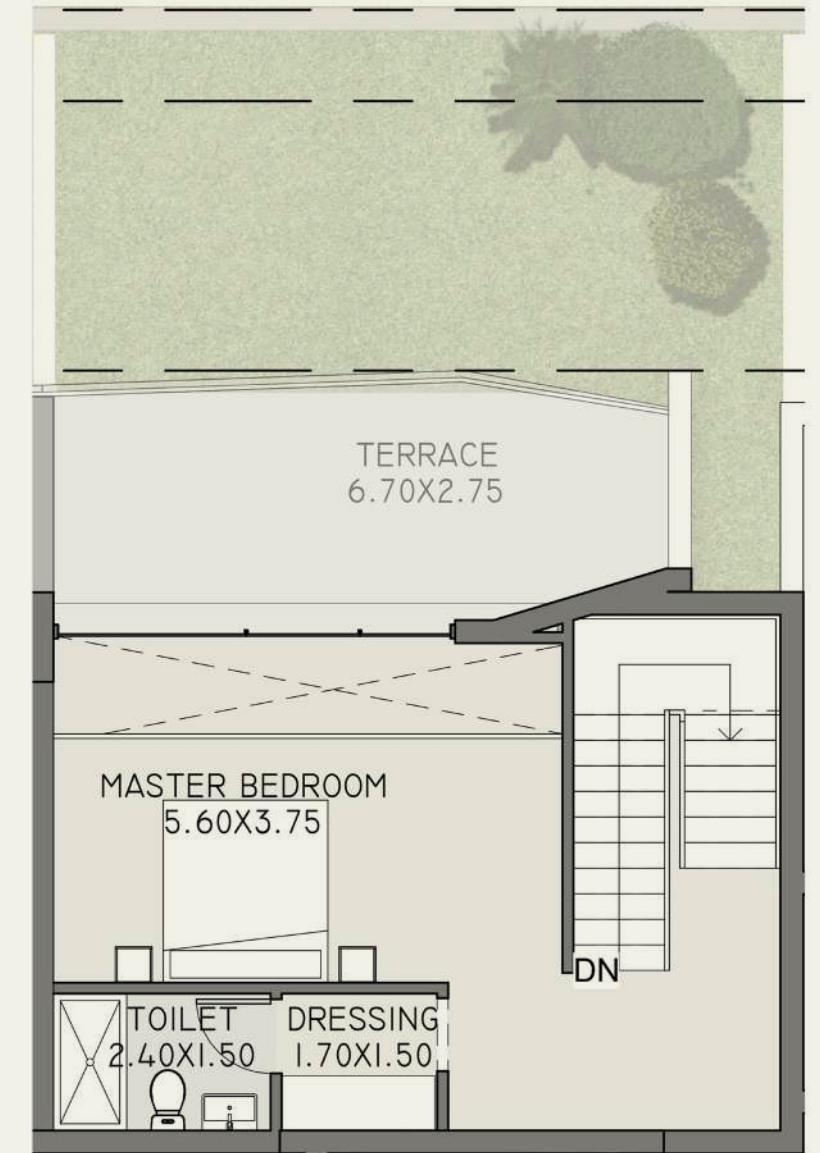 TERRACE
6.70X2.75
MASTER BEDROOM
5.60X3.75
DN
TOILET
2.40X1.50
DRESSING
1.70X1.50